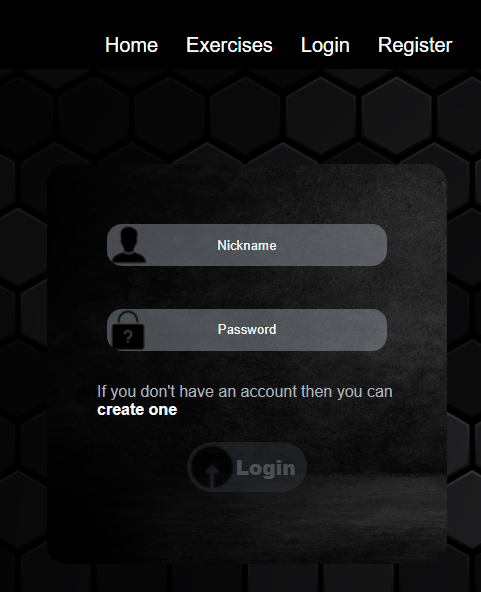 Home Exercises Login Register
Nickname
?
Password
If you don't have an account then you can
create one
Login